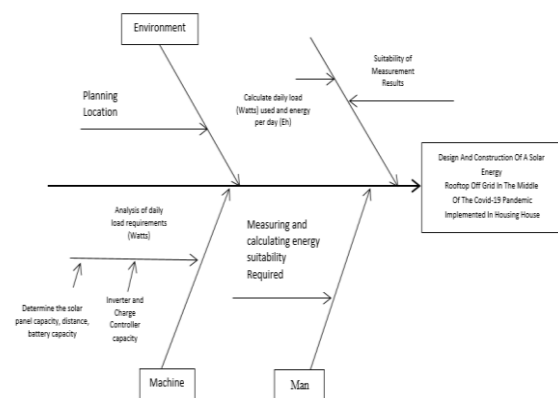 Environment
Suitability of
Measurement
Results
Calculate daily load
(Watts) used and energy
per day (Eh)
Planning
Location
Design And Construction Of A Solar
Energy
Rooftop Off Grid In The Middle
Of The Covid-19 Pandemic
Implemented In Housing House
Analysis of daily
load requirements
(Watts)
Measuring and
calculating energy
suitability
Required
Determine the solar
panel capacity, distance,
battery capacity
Inverter and
Charge
Controller
capacity
Machine
Man